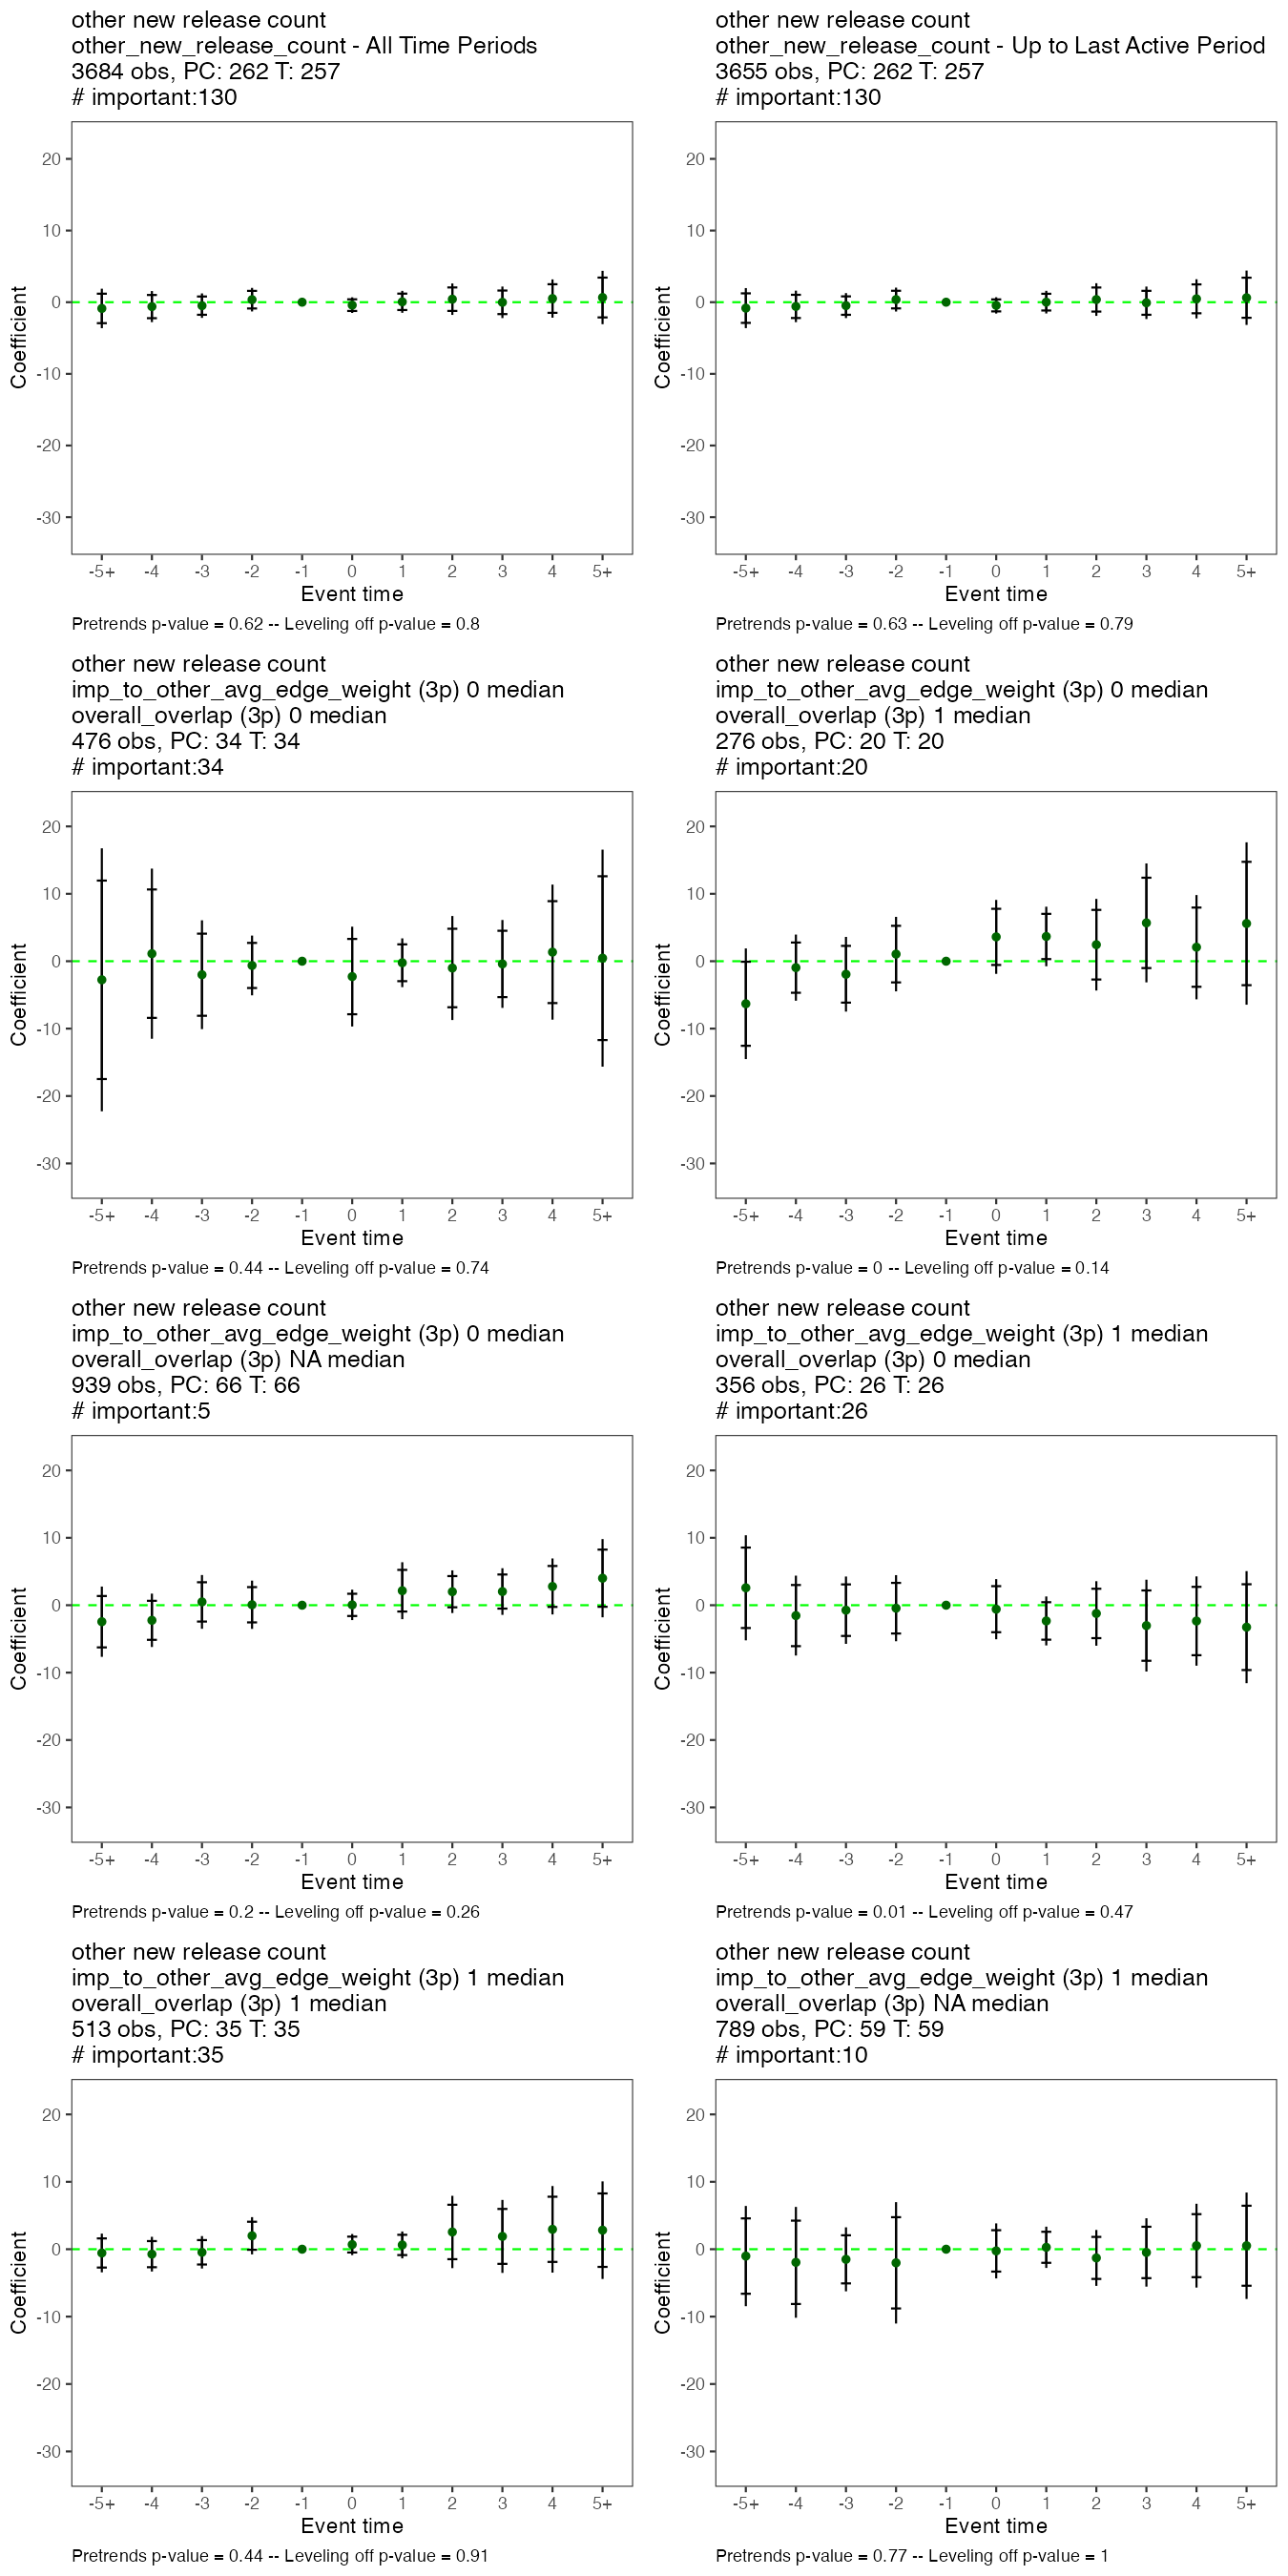 other new release count
other_new_release_count - All Time Periods
3684 obs, PC: 262 T: 257
# important:130
20
10
0
-10
-20
-30
Coefficient
-5+ -4 -3 -2 -1 0 1 2 3 4 5+
Event time
Pretrends p-value = 0.62 -- Leveling off p-value = 0.8
other new release count
other_new_release_count - Up to Last Active Period
3655 obs, PC: 262 T: 257
# important:130
20
10
0
-10
-20
-30
Coefficient
-5+ -4 -3 -2 -1 0 1 2 3 4 5+
Event time
Pretrends p-value = 0.63 -- Leveling off p-value = 0.79
other new release count
imp_to_other_avg_edge_weight (3p) 0 median
overall_overlap (3p) 0 median
476 obs, PC: 34 T: 34
# important:34
20
10
0
-10
-20
-30
Coefficient
-5+ -4 -3 -2 -1 0 1 2 3 4 5+
Event time
Pretrends p-value = 0.44 -- Leveling off p-value = 0.74
other new release count
imp_to_other_avg_edge_weight (3p) 0 median
overall_overlap (3p) 1 median
276 obs, PC: 20 T: 20
# important:20
20
10
0
-10
-20
-30
Coefficient
-5+ -4 -3 -2 -1 0 1 2 3 4 5+
Event time
Pretrends p-value = 0 -- Leveling off p-value = 0.14
other new release count
imp_to_other_avg_edge_weight (3p) 0 median
overall_overlap (3p) NA median
939 obs, PC: 66 T: 66
# important:5
20
10
0
-10
-20
-30
Coefficient
-5+ -4 -3 -2 -1 0 1 2 3 4 5+
Event time
Pretrends p-value = 0.2 -- Leveling off p-value = 0.26
other new release count
imp_to_other_avg_edge_weight (3p) 1 median
overall_overlap (3p) 0 median
356 obs, PC: 26 T: 26
# important:26
20
10
0
-10
-20
-30
Coefficient
-5+ -4 -3 -2 -1 0 1 2 3 4 5+
Event time
Pretrends p-value = 0.01 -- Leveling off p-value = 0.47
other new release count
imp_to_other_avg_edge_weight (3p) 1 median
overall_overlap (3p) 1 median
513 obs, PC: 35 T: 35
# important:35
20
10
0
-10
-20
-30
Coefficient
-5+ -4 -3 -2 -1 0 1 2 3 4 5+
Event time
Pretrends p-value = 0.44 -- Leveling off p-value = 0.91
other new release count
imp_to_other_avg_edge_weight (3p) 1 median
overall_overlap (3p) NA median
789 obs, PC: 59 T: 59
# important:10
20
10
0
-10
-20
-30
Coefficient
-5+ -4 -3 -2 -1 0 1 2 3 4 5+
Event time
Pretrends p-value = 0.77 -- Leveling off p-value = 1